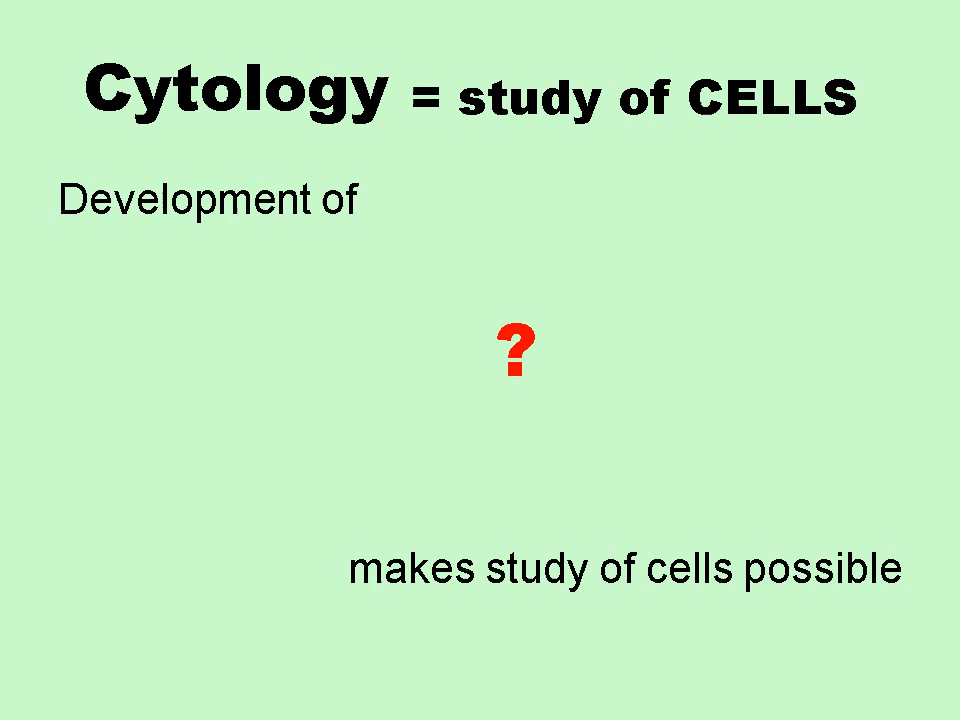 Cytology = study of CELLS
Development of
?
makes study of cells possible